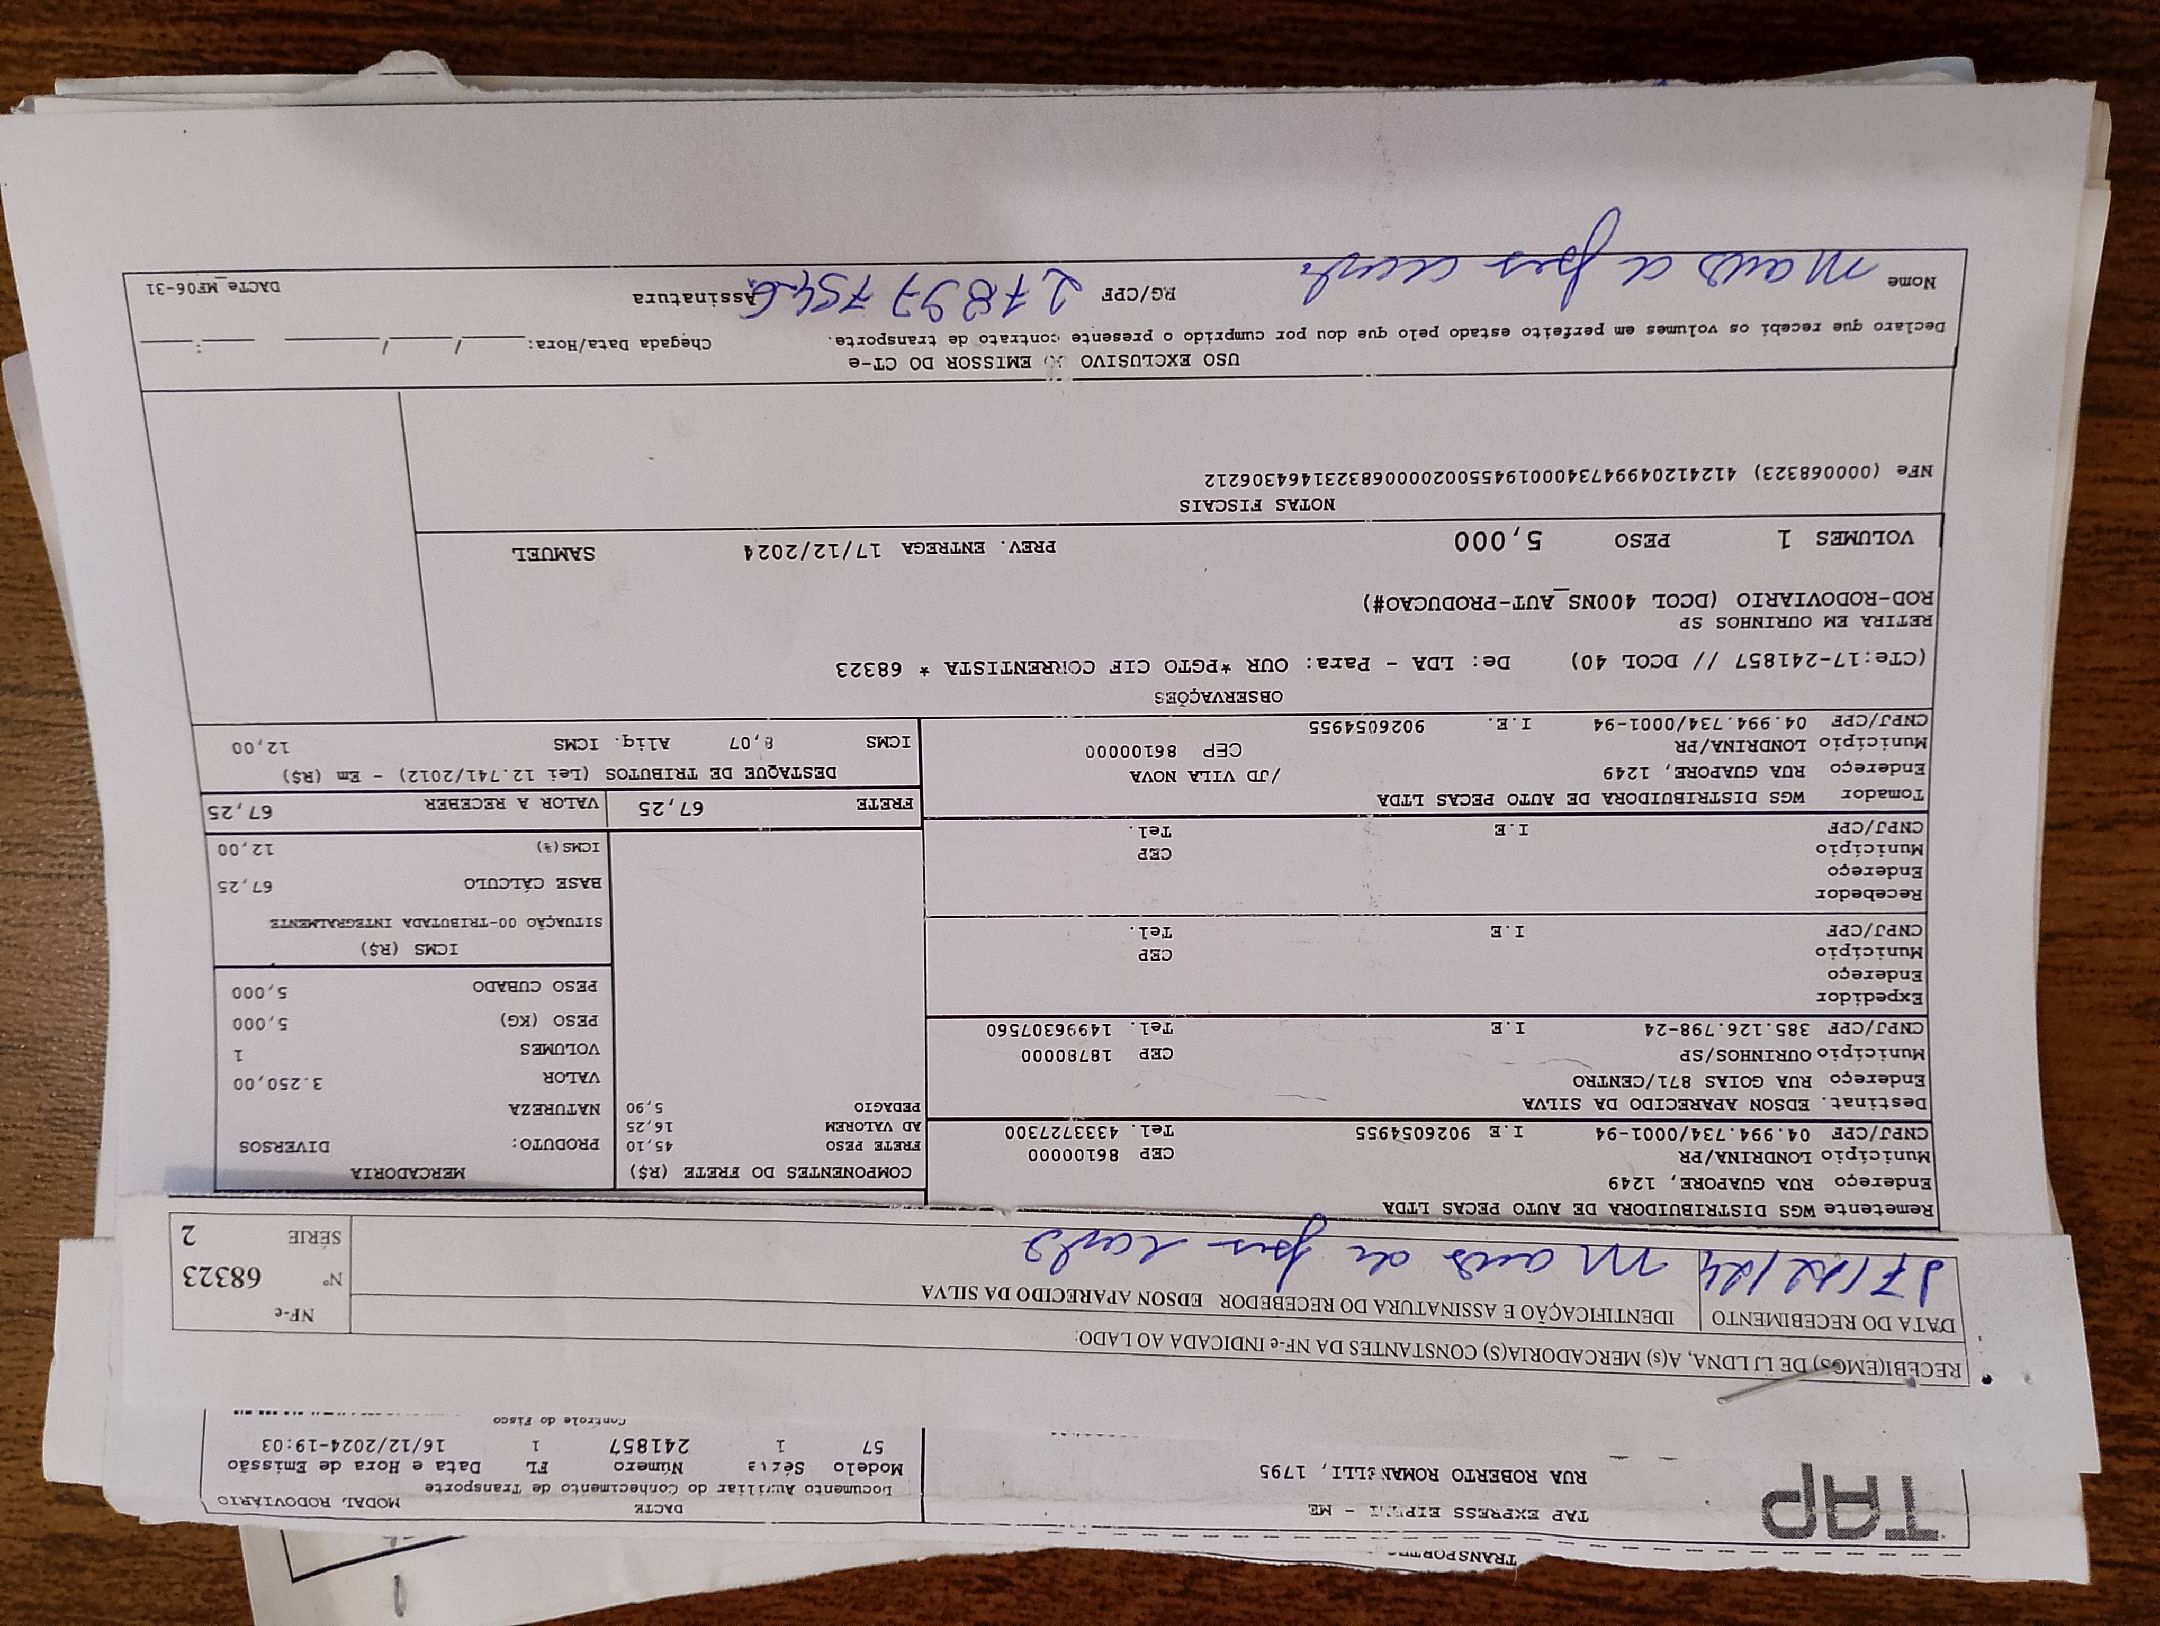 TRANSPORTE
TAP
TAP EXPRESS EIRELI - ME
RUA ROBERTO ROMANELLI, 1795
DACTE
MODAL RODOVIÁRIO
Documento Auxiliar do Conhecimento de Transporte
Modelo Série Número FL Data e Hora de Emissão
57 1 241857 1 16/12/2024-19:03
Controle do Fisco
RECEBI(EMOS) DE LJ LDNA, A(s) MERCADORIA(S) CONSTANTES DA NF-e INDICADA AO LADO:
DATA DO RECEBIMENTO
IDENTIFICAÇÃO E ASSINATURA DO RECEBEDOR EDSON APARECIDO DA SILVA
17/12/24
NF-e
Nº 68323
SÉRIE 2
Remetente WGS DISTRIBUIDORA DE AUTO PECAS LTDA
Endereço RUA GUAPORE, 1249
Município LONDRINA/PR CEP 86100000
CNPJ/CPF 04.994.734/0001-94 I.E 9026054955 Tel. 4333727300
Destinat. EDSON APARECIDO DA SILVA
Endereço RUA GOIAS 871/CENTRO
Município OURINHOS/SP CEP 18780000
CNPJ/CPF 385.126.798-24 I.E Tel. 14996307560
Expedidor
Endereço
Município CEP
CNPJ/CPF I.E Tel.
Recebedor
Endereço
Município CEP
CNPJ/CPF I.E Tel.
Tomador WGS DISTRIBUIDORA DE AUTO PECAS LTDA
Endereço RUA GUAPORE, 1249 /JD VILA NOVA
Município LONDRINA/PR CEP 86100000
CNPJ/CPF 04.994.734/0001-94 I.E. 9026054955
COMPONENTES DO FRETE (R$)
FRETE PESO 45,10
AD VALOREM 16,25
PEDAGIO 5,90
MERCADORIA
PRODUTO: DIVERSOS
NATUREZA
VALOR 3.250,00
VOLUMES 1
PESO (KG) 5,000
PESO CUBADO 5,000
ICMS (R$)
SITUAÇÃO 00-TRIBUTADA INTEGRALMENTE
BASE CÁLCULO 67,25
ICMS(%) 12,00
FRETE 67,25 VALOR A RECEBER 67,25
DESTAQUE DE TRIBUTOS (Lei 12.741/2012) - Em (R$)
ICMS 8,07 Aliq. ICMS 12,00
OBSERVAÇÕES
(CTe:17-241857 // DCOL 40) De: LDA - Para: OUR *PGTO CIF CORRENTISTA * 68323
RETIRA EM OURINHOS SP
ROD-RODOVIARIO (DCOL 400NS_AUT-PRODUCAO#)
VOLUMES 1 PESO 5,000 PREV. ENTREGA 17/12/2024 SAMUEL
NOTAS FISCAIS
NFe (000068323) 41241204994734000194550020000683231464306212
USO EXCLUSIVO DO EMISSOR DO CT-e
Declaro que recebi os volumes em perfeito estado pelo que dou por cumprido o presente contrato de transporte.
Chegada Data/Hora: ____/____/____ ____:____
Nome RG/CPF 278977546 Assinatura
DACTe MF06-31